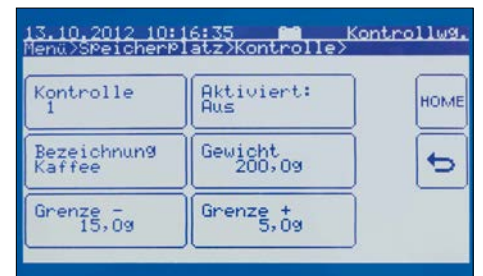 13.10.2012 10:16:35 Kontrollwg.
Menü>Speicherplatz>Kontrolle>
Kontrolle
1
Aktiviert:
Aus
HOME
Bezeichnung
Kaffee
Gewicht
200,0g
Grenze -
15,0g
Grenze +
5,0g